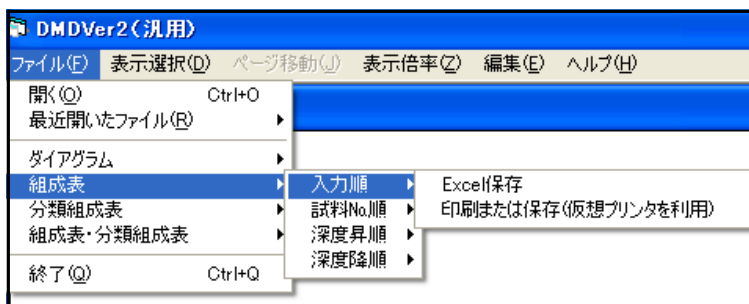 DMDVer2(汎用)
ファイル(F) 表示選択(D) ページ移動(J) 表示倍率(Z) 編集(E) ヘルプ(H)
開く(O) Ctrl+O
最近開いたファイル(R)
ダイアグラム
組成表
分類組成表
組成表・分類組成表
終了(Q) Ctrl+Q
入力順
試料No.順
深度昇順
深度降順
Excel保存
印刷または保存(仮想プリンタを利用)